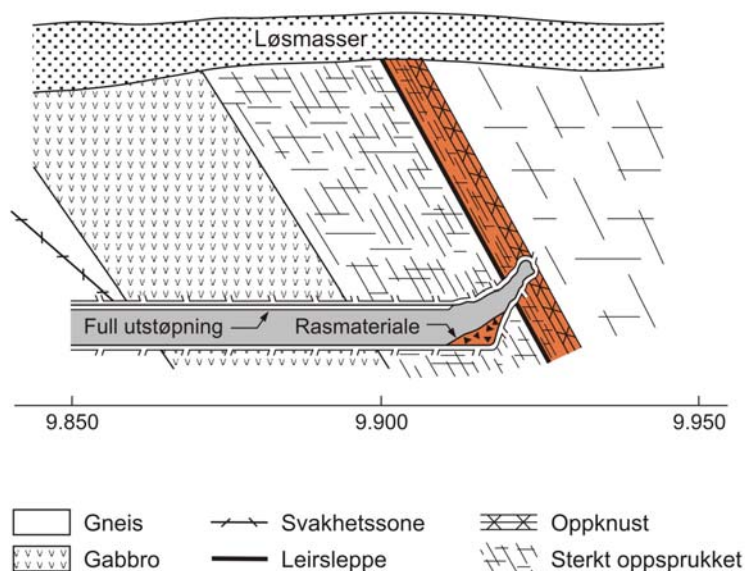 Løsmasser
Full utstøpning
Rasmateriale
9.850
9.900
9.950
Gneis
Svakhetssone
Oppknust
Gabbro
Leirsleppe
Sterkt oppsprukket